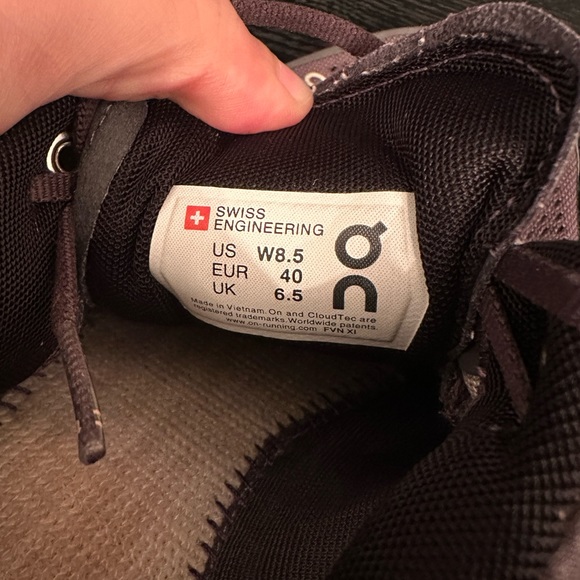 SWISS
ENGINEERING
US W8.5
EUR 40
UK 6.5
On
Made in Vietnam. On and CloudTec are
registered trademarks. Worldwide patents.
www.on-running.com FVN XI